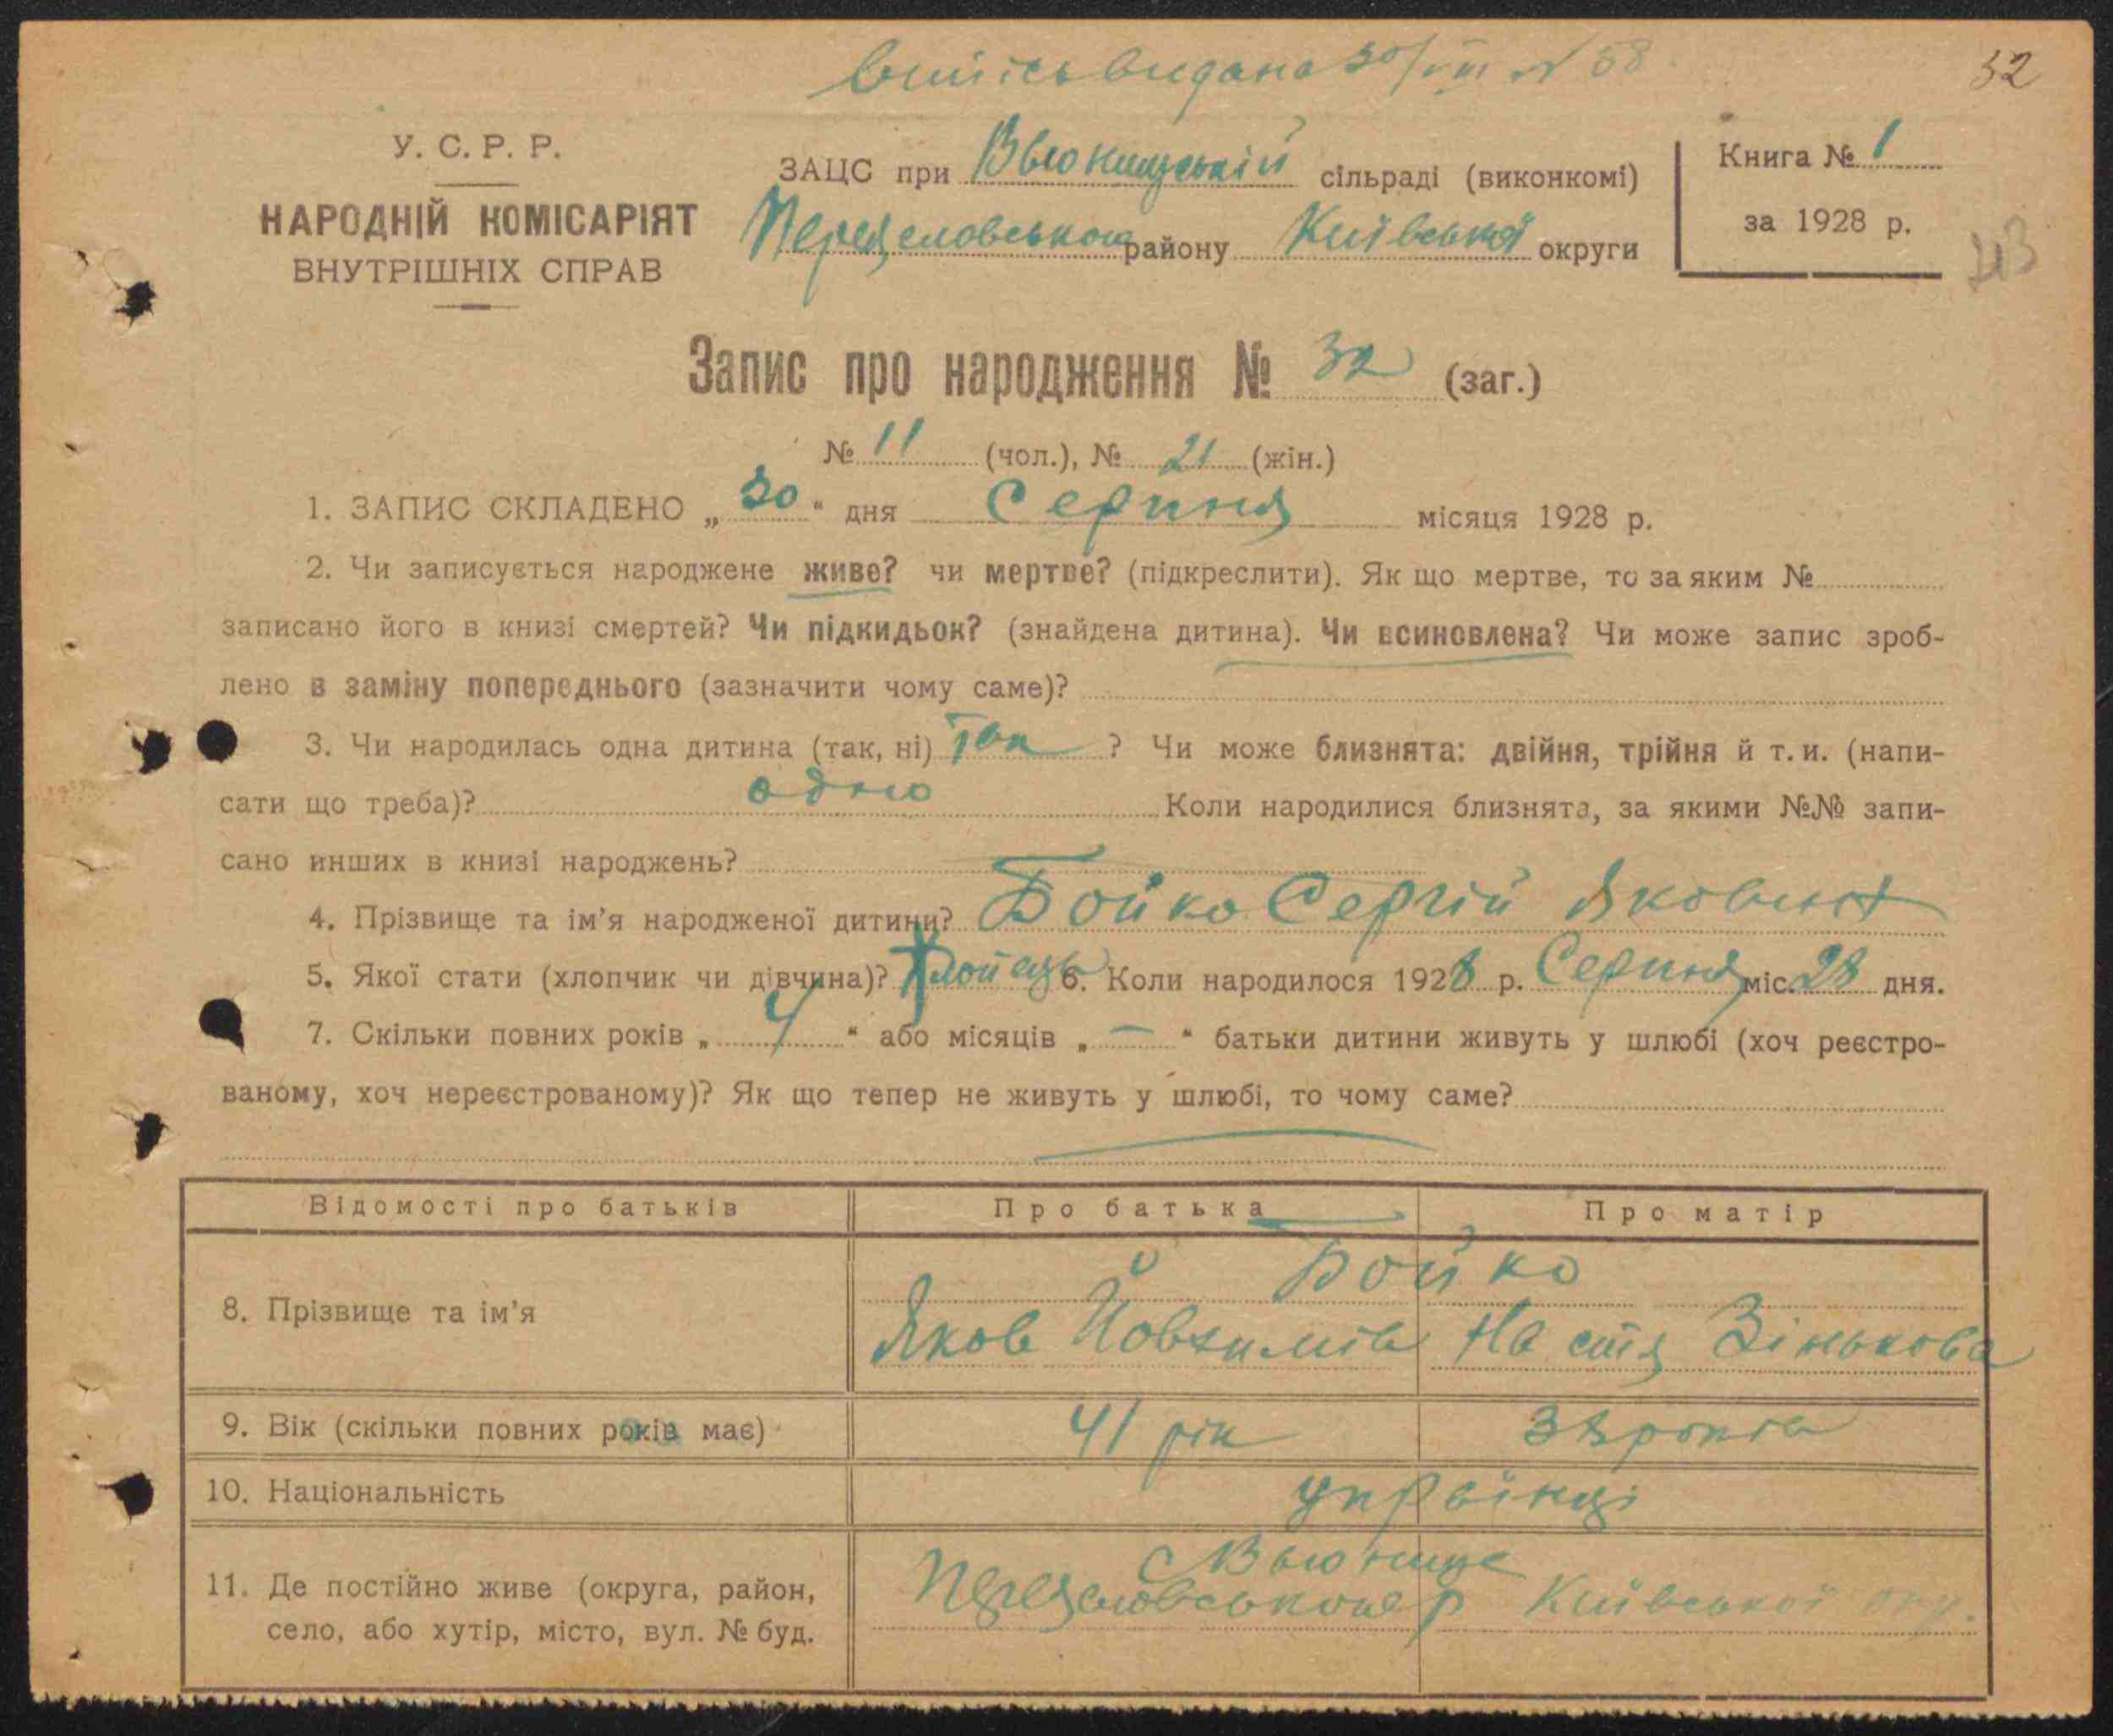 випісь видана 30/VIII № 58.
32
У. С. Р. Р.
НАРОДНІЙ КОМІСАРІЯТ
ВНУТРІШНІХ СПРАВ
ЗАЦС при Вьюнищській сільраді (виконкомі)
Переяславського району Київської округи
Книга № 1
за 1928 р.
Запис про народження № 32 (заг.)
№ 11 (чол.), № 21 (жін.)
1. ЗАПИС СКЛАДЕНО „30“ дня Серпня місяця 1928 р.
2. Чи записується народжене живе? чи мертве? (підкреслити). Як що мертве, то за яким №
записано його в книзі смертей? Чи підкидьок? (знайдена дитина). Чи всиновлена? Чи може запис зроб-
лено в заміну попереднього (зазначити чому саме)?
3. Чи народилась одна дитина (так, ні) Так ? Чи може близнята: двійня, трійня й т. и. (напи-
сати що треба)? одно Коли народилися близнята, за якими №№ запи-
сано инших в книзі народжень?
4. Прізвище та ім’я народженої дитини? Бойко Сергій Якович
5. Якої стати (хлопчик чи дівчина)? Хлопець 6. Коли народилося 1928 р. Серпня міс. 28 дня.
7. Скільки повних років „ 4 “ або місяців „ — “ батьки дитини живуть у шлюбі (хоч реєстро-
ваному, хоч нереєстрованому)? Як що тепер не живуть у шлюбі, то чому саме?
Відомості про батьків Про батька Про матір
Бойко
8. Прізвище та ім’я Яков Йовхимів Настя Зінькова
9. Вік (скільки повних років має) 41 рік 38 років
10. Національність українці
с Вьюнище
11. Де постійно живе (округа, район, Переяславського р Київської окр.
село, або хутір, місто, вул. № буд.